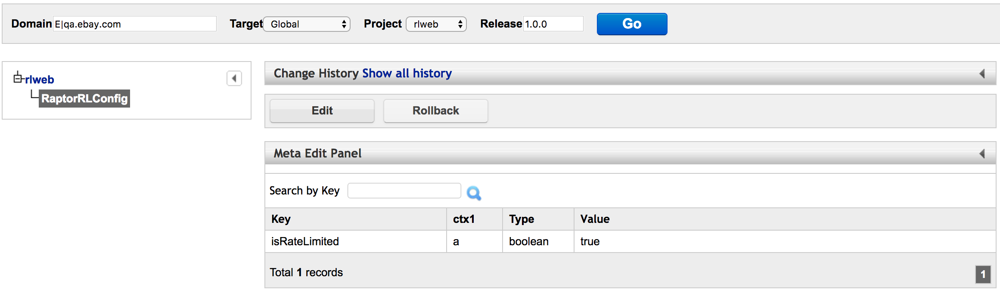 Domain E|qa.ebay.com Target Global Project rlweb Release 1.0.0 Go
rlweb
RaptorRLConfig
Change History Show all history
Edit Rollback
Meta Edit Panel
Search by Key
Key ctx1 Type Value
isRateLimited a boolean true
Total 1 records 1